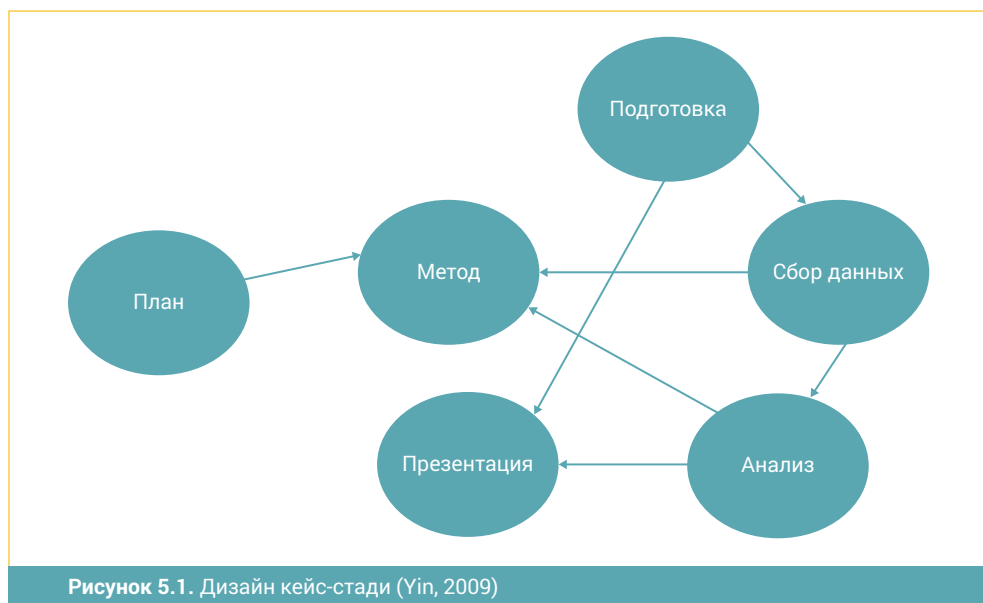 Подготовка
Метод
Сбор данных
План
Презентация
Анализ
Рисунок 5.1. Дизайн кейс-стади (Yin, 2009)